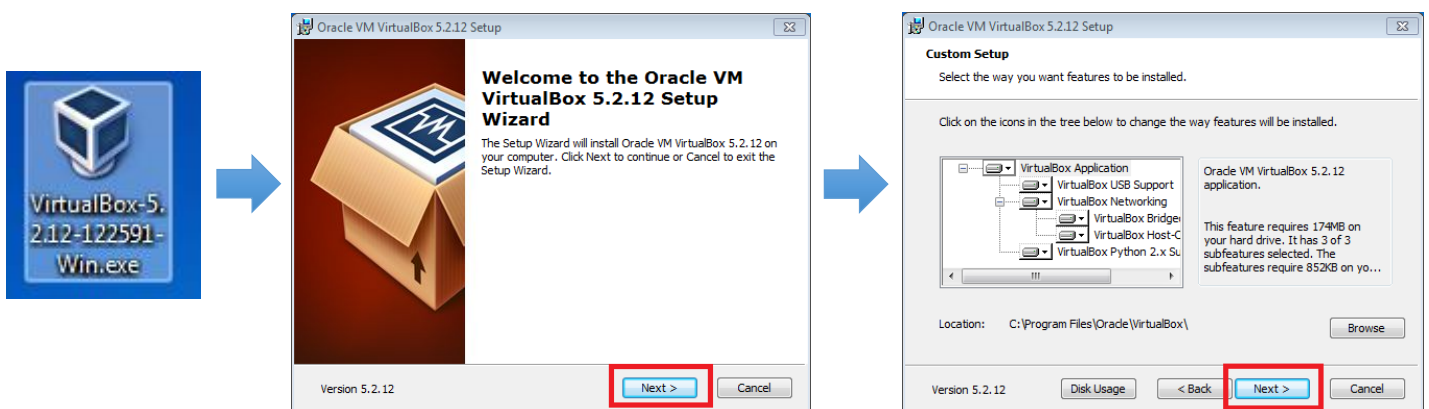 VirtualBox-5.
2.12-122591-
Win.exe
Oracle VM VirtualBox 5.2.12 Setup
Welcome to the Oracle VM
VirtualBox 5.2.12 Setup
Wizard
The Setup Wizard will install Oracle VM VirtualBox 5.2.12 on
your computer. Click Next to continue or Cancel to exit the
Setup Wizard.
Version 5.2.12
Next >
Cancel
Oracle VM VirtualBox 5.2.12 Setup
Custom Setup
Select the way you want features to be installed.
Click on the icons in the tree below to change the way features will be installed.
VirtualBox Application
VirtualBox USB Support
VirtualBox Networking
VirtualBox Bridge
VirtualBox Host-C
VirtualBox Python 2.x Su
Oracle VM VirtualBox 5.2.12
application.
This feature requires 174MB on
your hard drive. It has 3 of 3
subfeatures selected. The
subfeatures require 852KB on yo...
Location: C:\Program Files\Oracle\VirtualBox\
Browse
Version 5.2.12
Disk Usage
< Back
Next >
Cancel